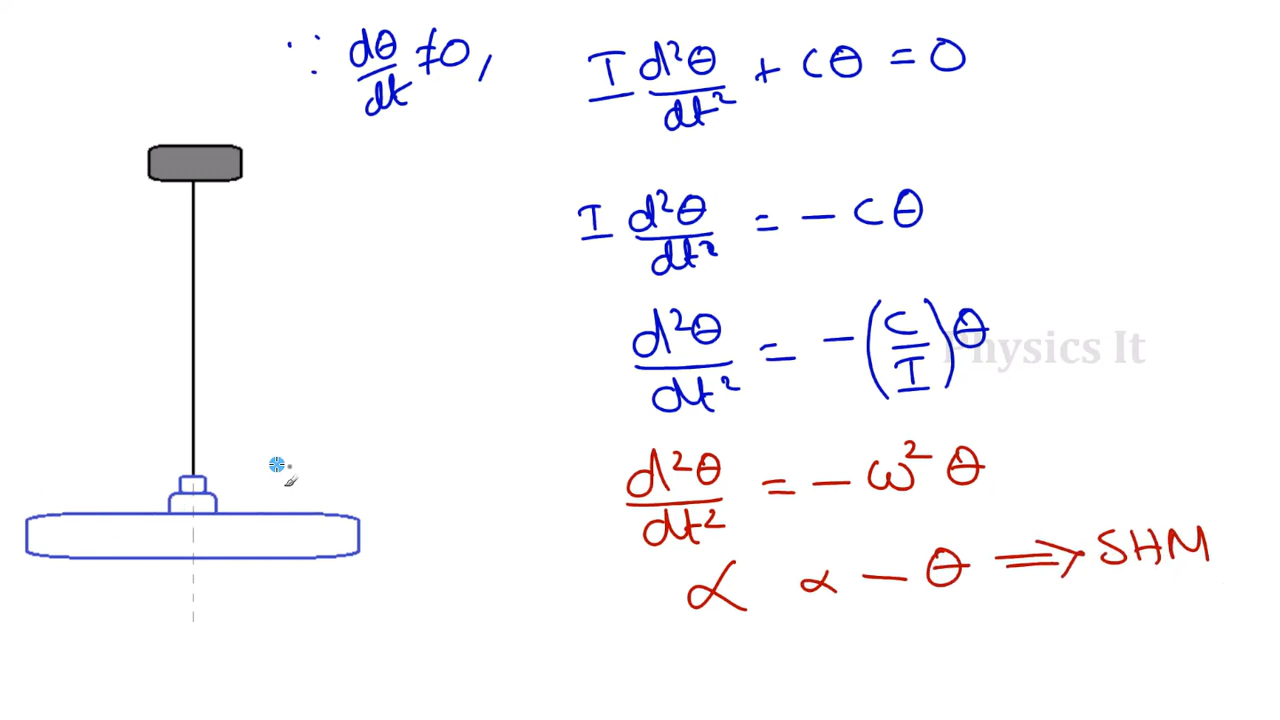 ∵ dθ/dt ≠ 0, I d²θ/dt² + cθ = 0
I d²θ/dt² = - cθ
d²θ/dt² = - (c/I) θ
Physics It
d²θ/dt² = - ω² θ
α ∝ - θ ⟹ SHM